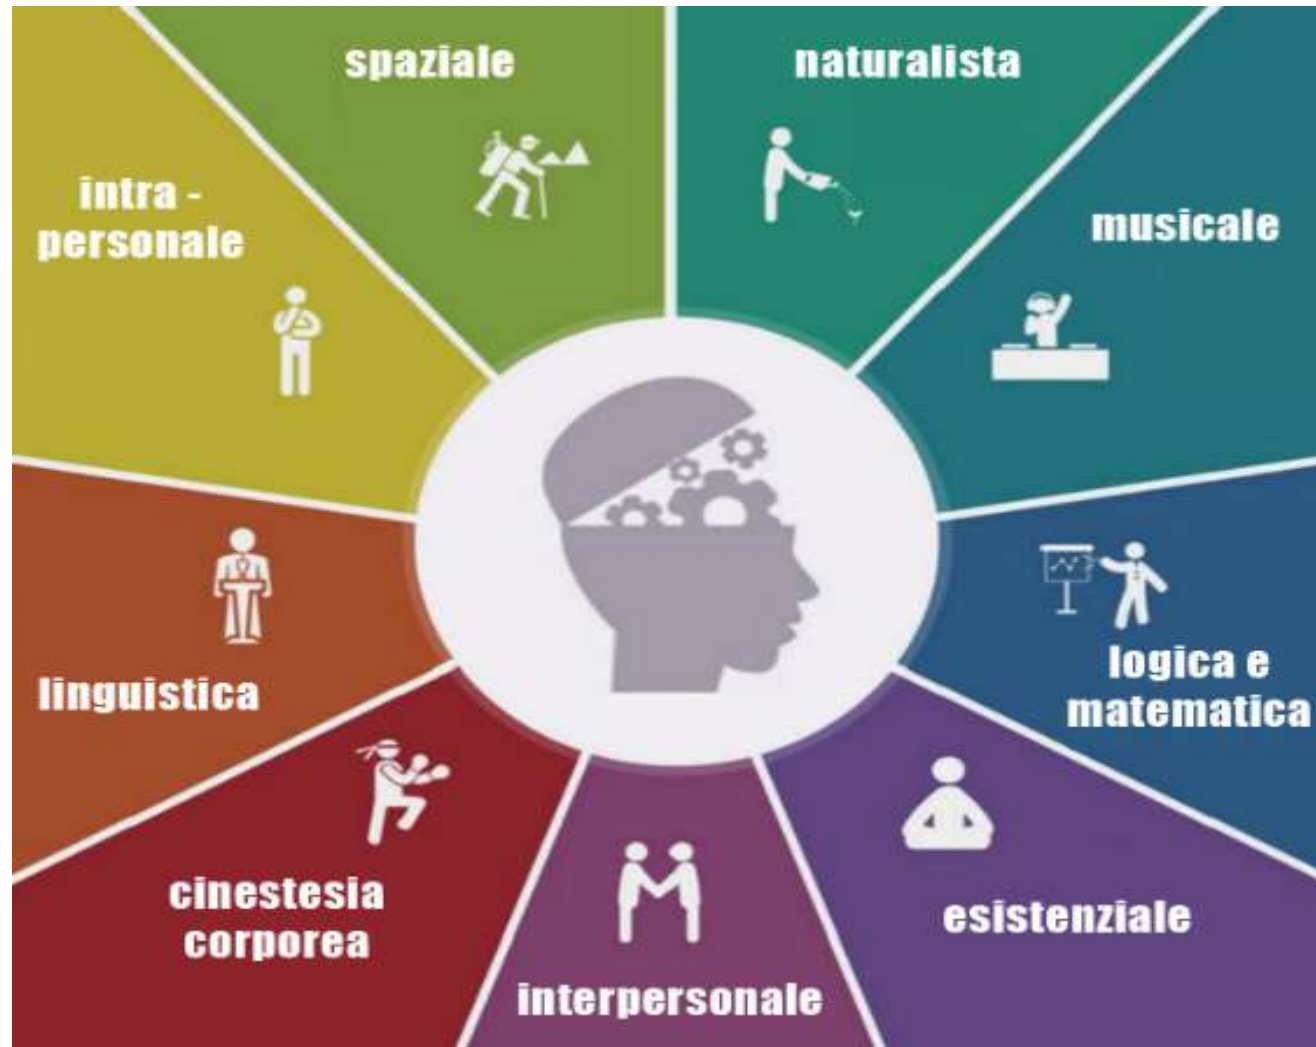 spaziale
naturalista
intra -
personale
musicale
linguistica
logica e
matematica
cinestesia
corporea
esistenziale
interpersonale